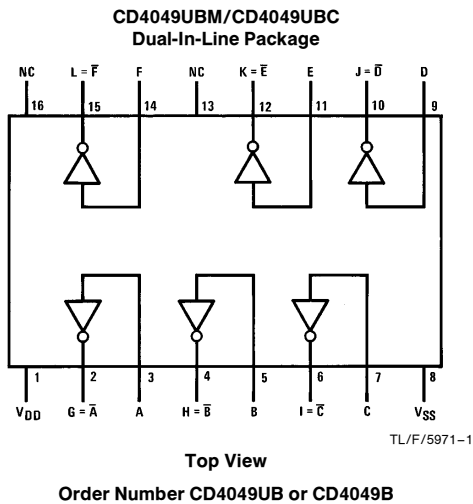 CD4049UBM/CD4049UBC
Dual-In-Line Package
NC L = F̅ F NC K = E̅ E J = D̅ D
16 15 14 13 12 11 10 9
1 2 3 4 5 6 7 8
VDD G = A̅ A H = B̅ B I = C̅ C VSS
TL/F/5971–1
Top View
Order Number CD4049UB or CD4049B